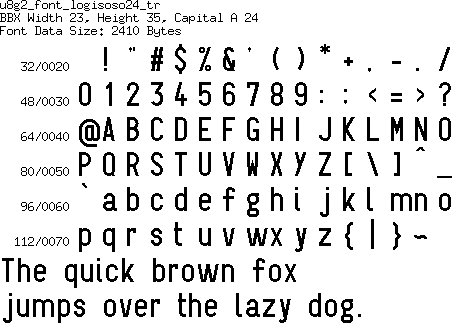 u8g2_font_logisoso24_tr
BBX Width 23, Height 35, Capital A 24
Font Data Size: 2410 Bytes
32/0020 ! " # $ % & ' ( ) * + , - . /
48/0030 0 1 2 3 4 5 6 7 8 9 : ; < = > ?
64/0040 @ A B C D E F G H I J K L M N O
80/0050 P Q R S T U V W X Y Z [ \ ] ^ _
96/0060 ` a b c d e f g h i j k l m n o
112/0070 p q r s t u v w x y z { | } ~
The quick brown fox
jumps over the lazy dog.